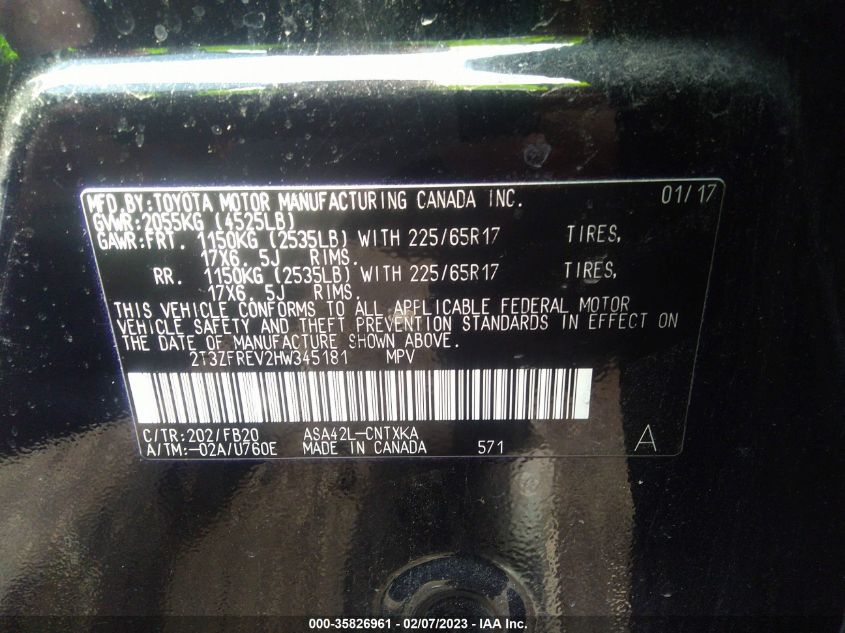 MFD.BY:TOYOTA MOTOR MANUFACTURING CANADA INC. 01/17
GVWR:2055KG (4525LB)
GAWR:FRT. 1150KG (2535LB) WITH 225/65R17 TIRES,
17X6.5J RIMS.
RR. 1150KG (2535LB) WITH 225/65R17 TIRES,
17X6.5J RIMS.
THIS VEHICLE CONFORMS TO ALL APPLICABLE FEDERAL MOTOR
VEHICLE SAFETY AND THEFT PREVENTION STANDARDS IN EFFECT ON
THE DATE OF MANUFACTURE SHOWN ABOVE.
2T3ZFREV2HW345181 MPV
C/TR:202/FB20 ASA42L-CNTXKA
A/TM:-02A/U760E MADE IN CANADA 571 A
000-35826961 - 02/07/2023 - IAA Inc.